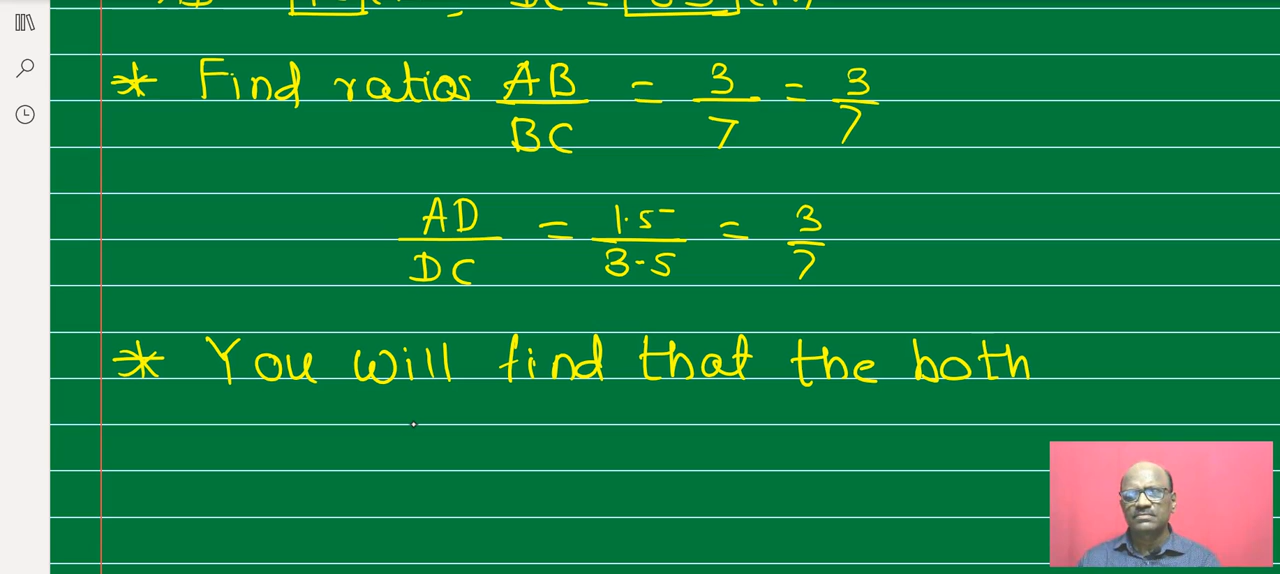 * Find ratios AB/BC = 3/7 = 3/7
AD/DC = 1.5/3.5 = 3/7
* You will find that the both